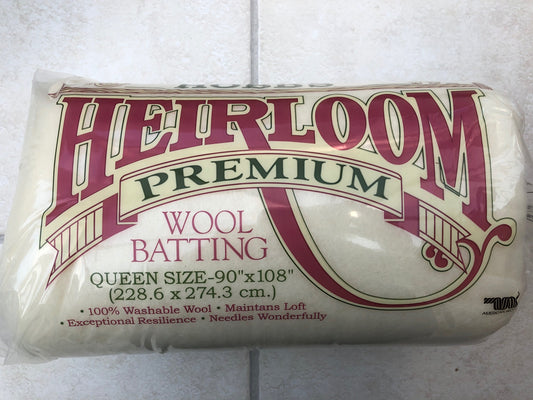 HOBBS
HEIRLOOM
PREMIUM
WOOL
BATTING
QUEEN SIZE-90"x108"
(228.6 x 274.3 cm.)
· 100% Washable Wool · Maintans Loft
· Exceptional Resilience · Needles Wonderfully